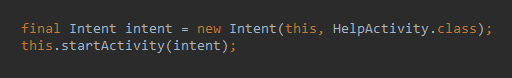 final Intent intent = new Intent(this, HelpActivity.class);
this.startActivity(intent);